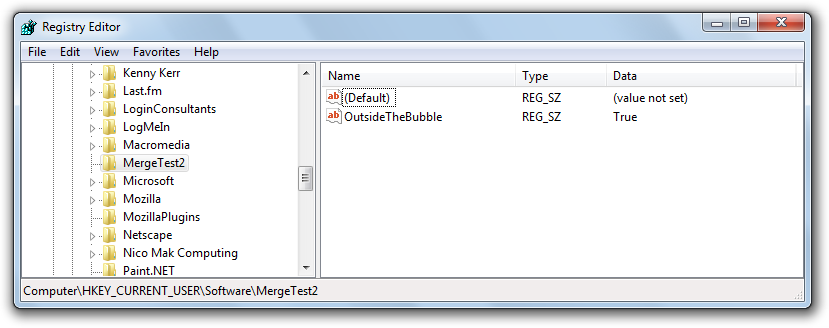 Registry Editor
File Edit View Favorites Help
Kenny Kerr
Last.fm
LoginConsultants
LogMeIn
Macromedia
MergeTest2
Microsoft
Mozilla
MozillaPlugins
Netscape
Nico Mak Computing
Paint.NET
Name Type Data
ab (Default) REG_SZ (value not set)
ab OutsideTheBubble REG_SZ True
Computer\HKEY_CURRENT_USER\Software\MergeTest2